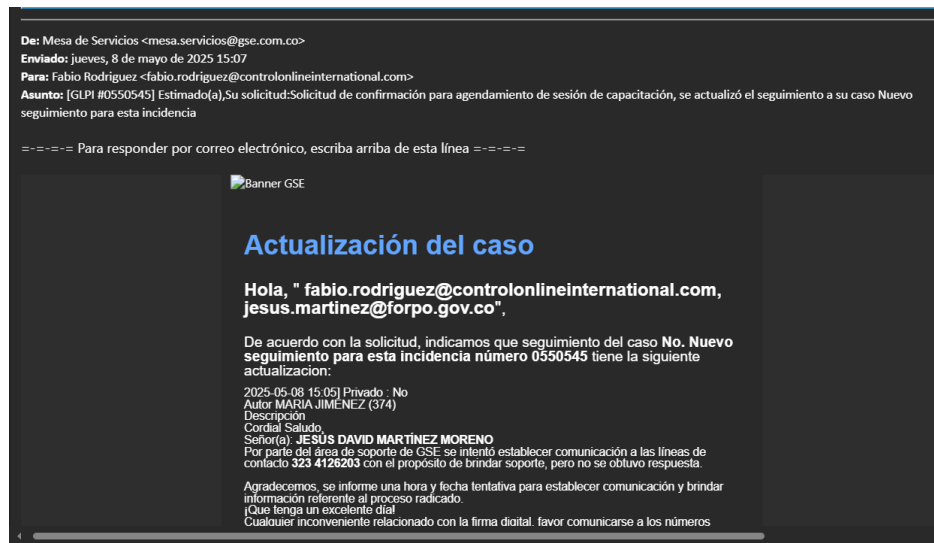 De: Mesa de Servicios <mesa.servicios@gse.com.co>
Enviado: jueves, 8 de mayo de 2025 15:07
Para: Fabio Rodriguez <fabio.rodriguez@controlonlineinternational.com>
Asunto: [GLPI #0550545] Estimado(a),Su solicitud:Solicitud de confirmación para agendamiento de sesión de capacitación, se actualizó el seguimiento a su caso Nuevo
seguimiento para esta incidencia
=-=-=-= Para responder por correo electrónico, escriba arriba de esta línea =-=-=-=
Banner GSE
Actualización del caso
Hola, " fabio.rodriguez@controlonlineinternational.com,
jesus.martinez@forpo.gov.co",
De acuerdo con la solicitud, indicamos que seguimiento del caso No. Nuevo
seguimiento para esta incidencia número 0550545 tiene la siguiente
actualizacion:
2025-05-08 15:05] Privado : No
Autor MARIA JIMENEZ (374)
Descripción
Cordial Saludo,
Señor(a): JESÚS DAVID MARTÍNEZ MORENO
Por parte del área de soporte de GSE se intentó establecer comunicación a las líneas de
contacto 323 4126203 con el propósito de brindar soporte, pero no se obtuvo respuesta.
Agradecemos, se informe una hora y fecha tentativa para establecer comunicación y brindar
información referente al proceso radicado.
¡Que tenga un excelente día!
Cualquier inconveniente relacionado con la firma digital, favor comunicarse a los números